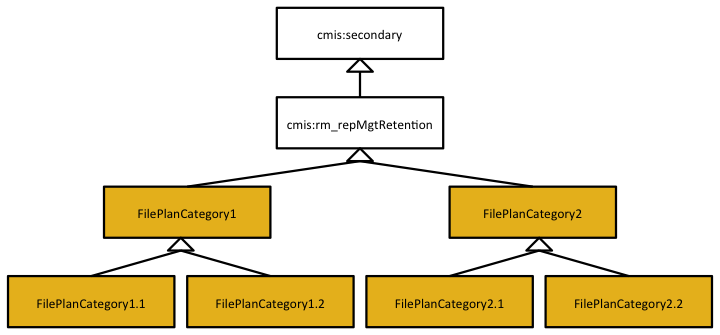 cmis:secondary
cmis:rm_repMgtRetention
FilePlanCategory1
FilePlanCategory2
FilePlanCategory1.1
FilePlanCategory1.2
FilePlanCategory2.1
FilePlanCategory2.2